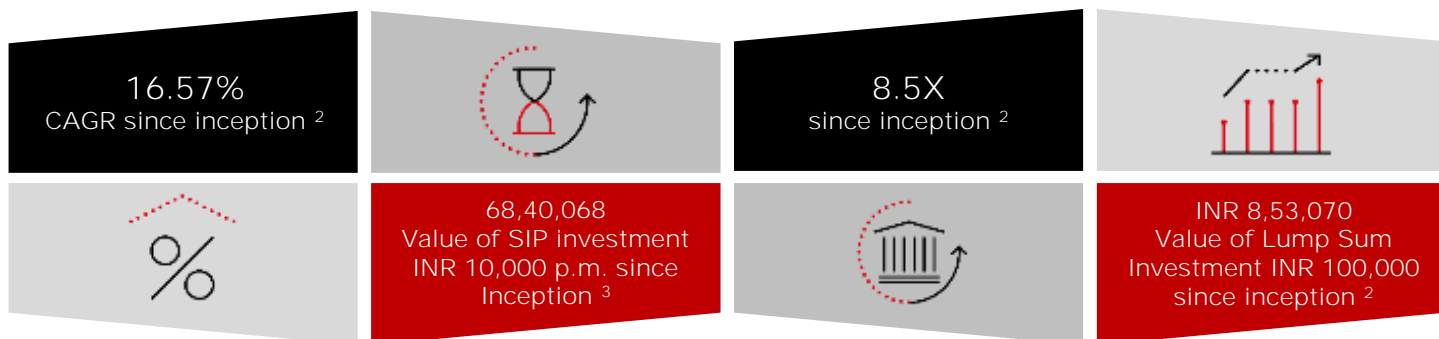 16.57%
CAGR since inception ²
8.5X
since inception ²
68,40,068
Value of SIP investment
INR 10,000 p.m. since
Inception ³
INR 8,53,070
Value of Lump Sum
Investment INR 100,000
since inception ²